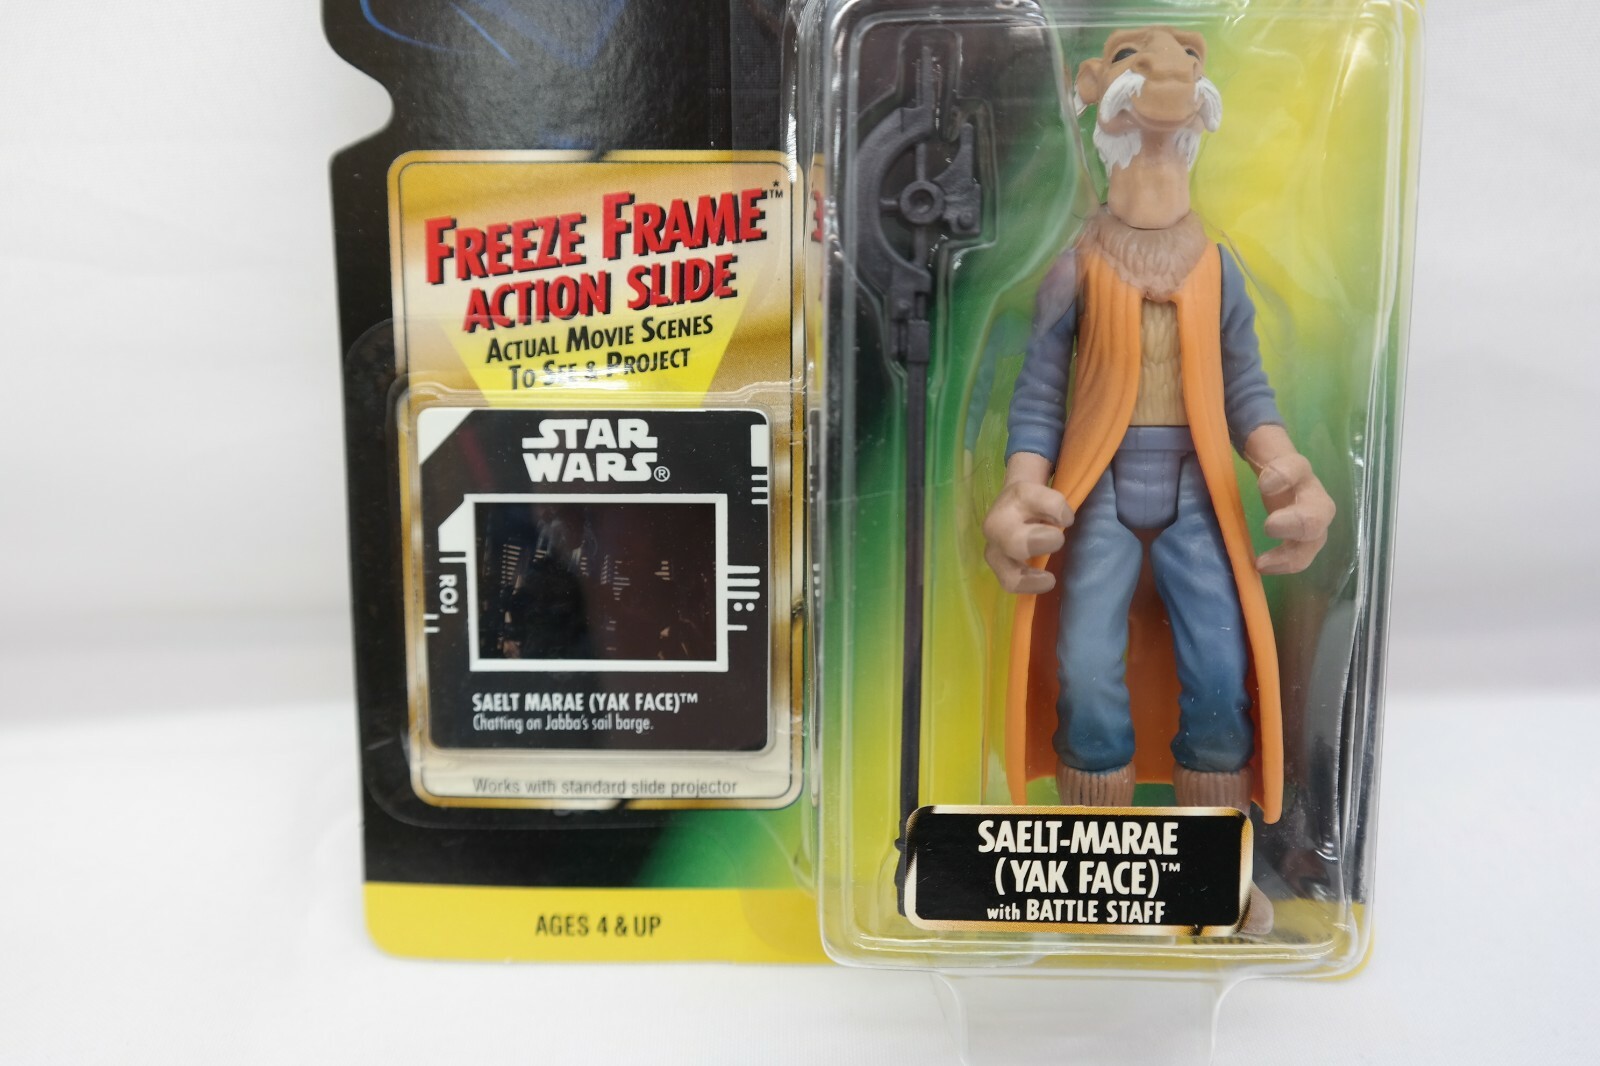 FREEZE FRAME™*
ACTION SLIDE
ACTUAL MOVIE SCENES
TO SEE & PROJECT
STAR
WARS®
ROJ
SAELT MARAE (YAK FACE)™
Chatting on Jabba's sail barge.
Works with standard slide projector
AGES 4 & UP
SAELT-MARAE
(YAK FACE)™
with BATTLE STAFF